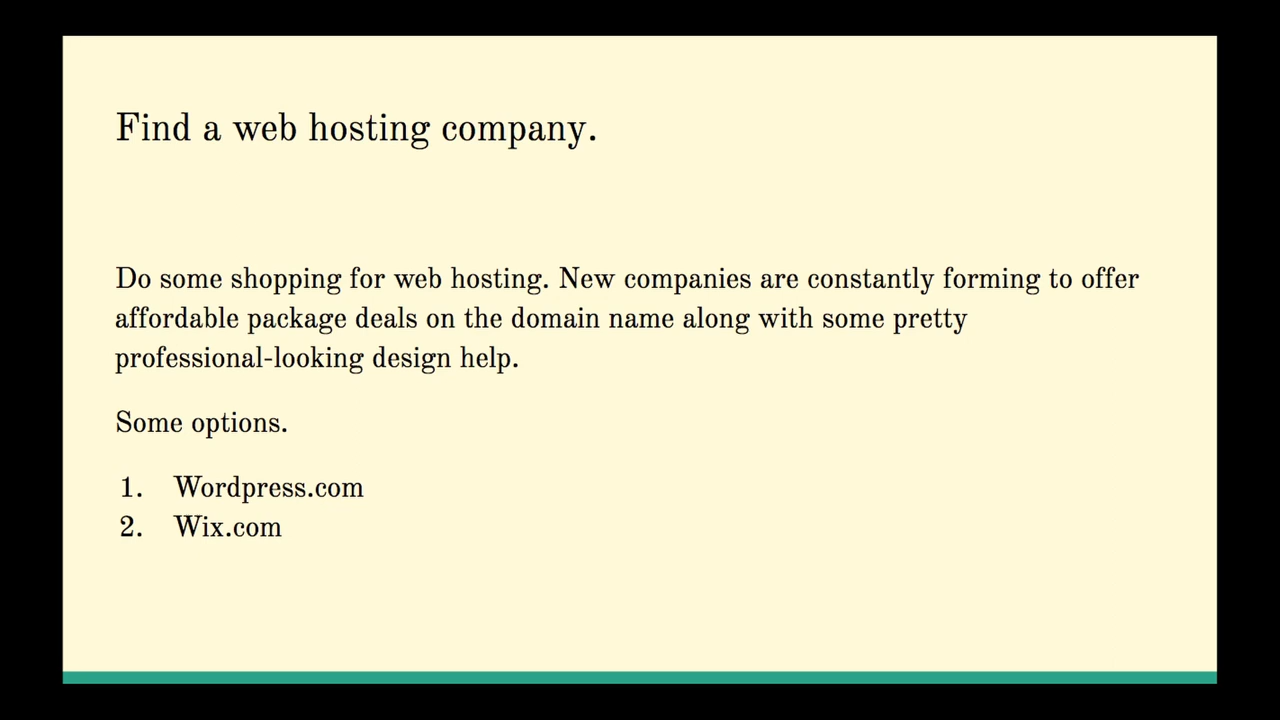 Find a web hosting company.
Do some shopping for web hosting. New companies are constantly forming to offer
affordable package deals on the domain name along with some pretty
professional-looking design help.
Some options.
1. Wordpress.com
2. Wix.com